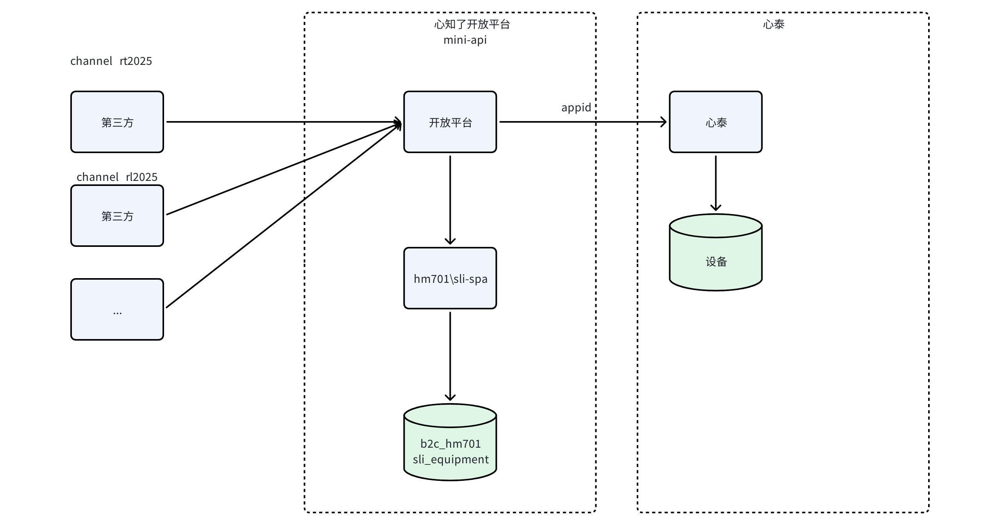 心知了开放平台
mini-api
心泰
channel rt2025
第三方
开放平台
appid
心泰
channel rl2025
第三方
设备
hm701\sli-spa
...
b2c_hm701
sli_equipment